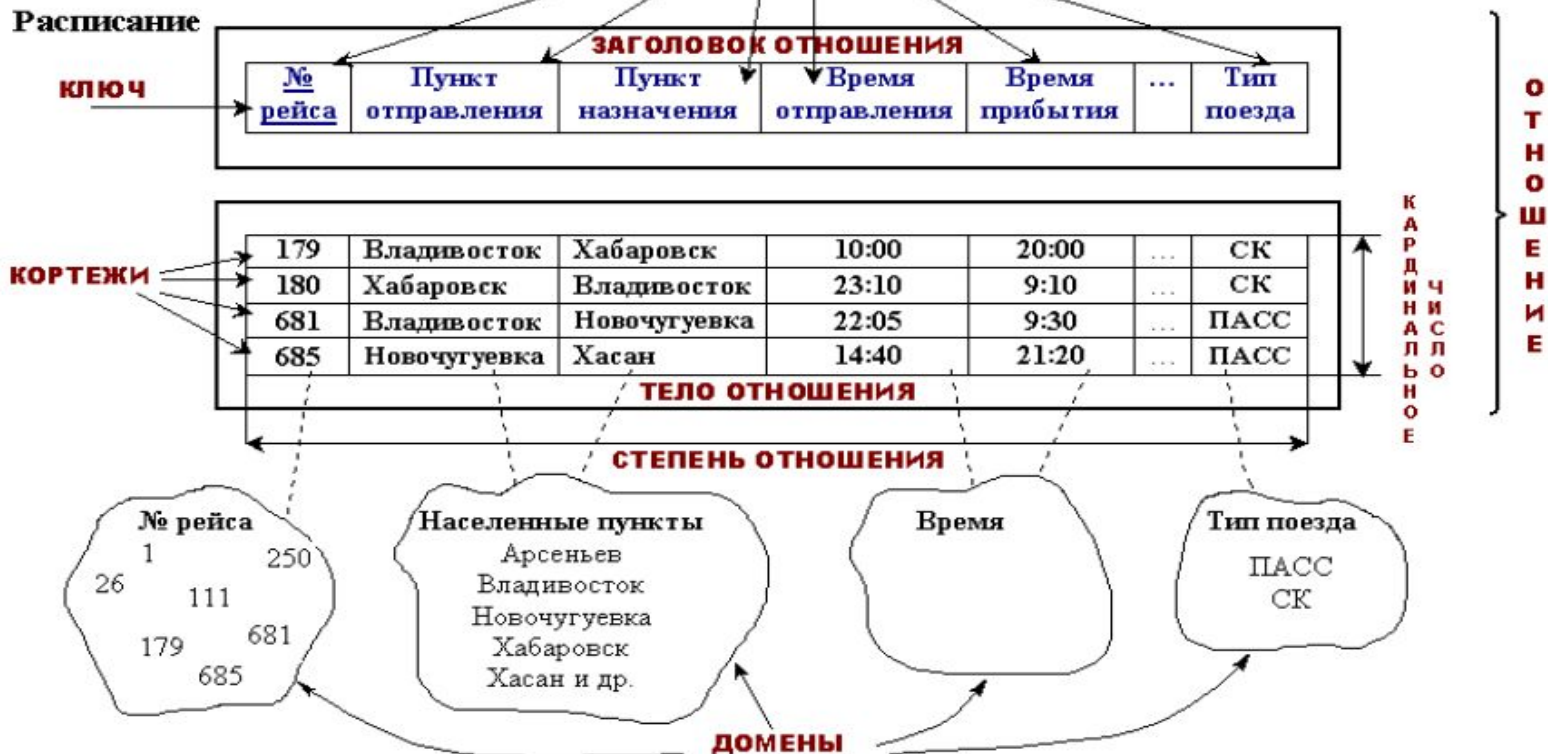 Расписание
ЗАГОЛОВОК ОТНОШЕНИЯ
КЛЮЧ
№ рейса
Пункт отправления
Пункт назначения
Время отправления
Время прибытия
...
Тип поезда
ОТНОШЕНИЕ
КОРТЕЖИ
179 Владивосток Хабаровск 10:00 20:00 ... СК
180 Хабаровск Владивосток 23:10 9:10 ... СК
681 Владивосток Новочугуевка 22:05 9:30 ... ПАСС
685 Новочугуевка Хасан 14:40 21:20 ... ПАСС
ТЕЛО ОТНОШЕНИЯ
КАРДИНАЛЬНОЕ
ЧИСЛО
СТЕПЕНЬ ОТНОШЕНИЯ
№ рейса
1
250
26
111
681
179
685
Населенные пункты
Арсеньев
Владивосток
Новочугуевка
Хабаровск
Хасан и др.
Время
Тип поезда
ПАСС
СК
ДОМЕНЫ